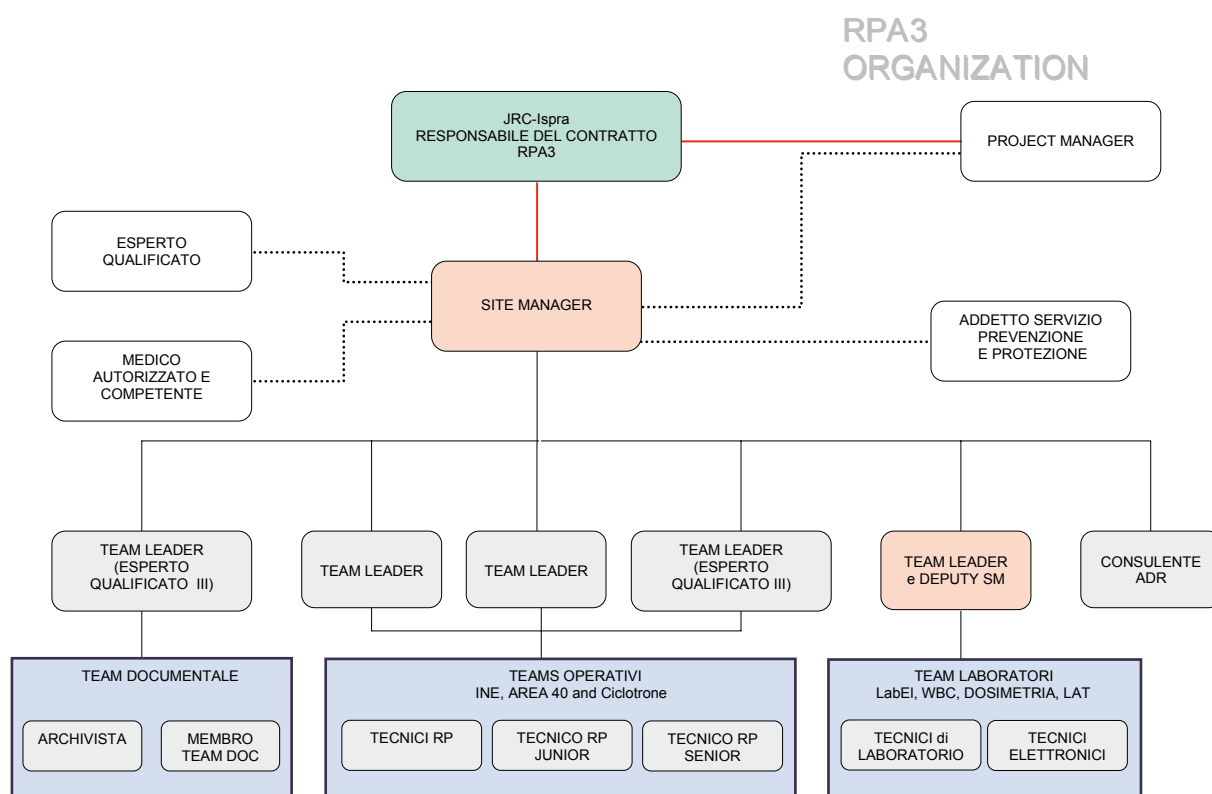 RPA3
ORGANIZATION
JRC-Ispra
RESPONSABILE DEL CONTRATTO
RPA3
PROJECT MANAGER
ESPERTO
QUALIFICATO
SITE MANAGER
ADDETTO SERVIZIO
PREVENZIONE
E PROTEZIONE
MEDICO
AUTORIZZATO E
COMPETENTE
TEAM LEADER
(ESPERTO
QUALIFICATO III)
TEAM LEADER
TEAM LEADER
TEAM LEADER
(ESPERTO
QUALIFICATO III)
TEAM LEADER
e DEPUTY SM
CONSULENTE
ADR
TEAM DOCUMENTALE
ARCHIVISTA
MEMBRO
TEAM DOC
TEAMS OPERATIVI
INE, AREA 40 and Ciclotrone
TECNICI RP
TECNICO RP
JUNIOR
TECNICO RP
SENIOR
TEAM LABORATORI
LabEl, WBC, DOSIMETRIA, LAT
TECNICI di
LABORATORIO
TECNICI
ELETTRONICI